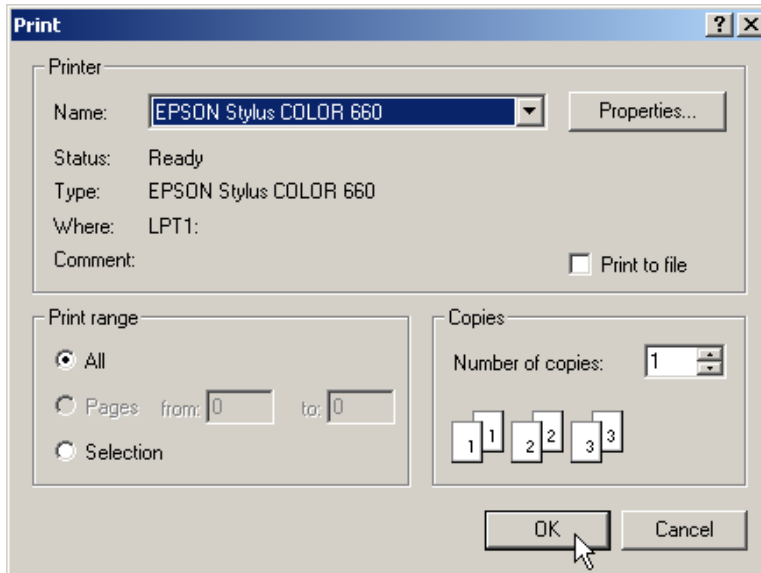 Print
Printer
Name: EPSON Stylus COLOR 660 Properties...
Status: Ready
Type: EPSON Stylus COLOR 660
Where: LPT1:
Comment: Print to file
Print range Copies
All Number of copies: 1
Pages from: 0 to: 0
1 1 2 2 3 3
Selection
OK Cancel